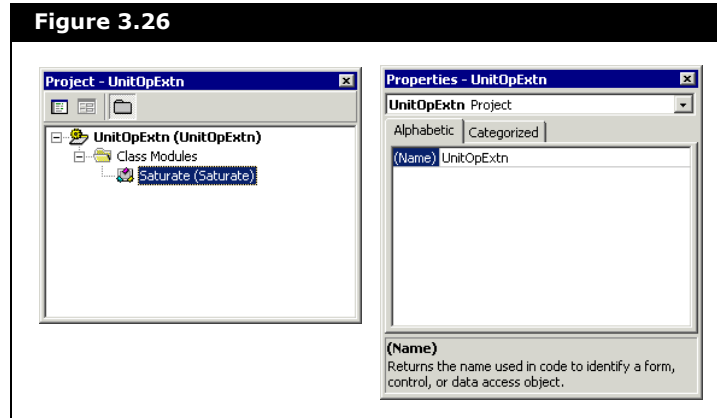 Figure 3.26
Project - UnitOpExtn
UnitOpExtn (UnitOpExtn)
Class Modules
Saturate (Saturate)
Properties - UnitOpExtn
UnitOpExtn Project
Alphabetic Categorized
(Name) UnitOpExtn
(Name)
Returns the name used in code to identify a form,
control, or data access object.